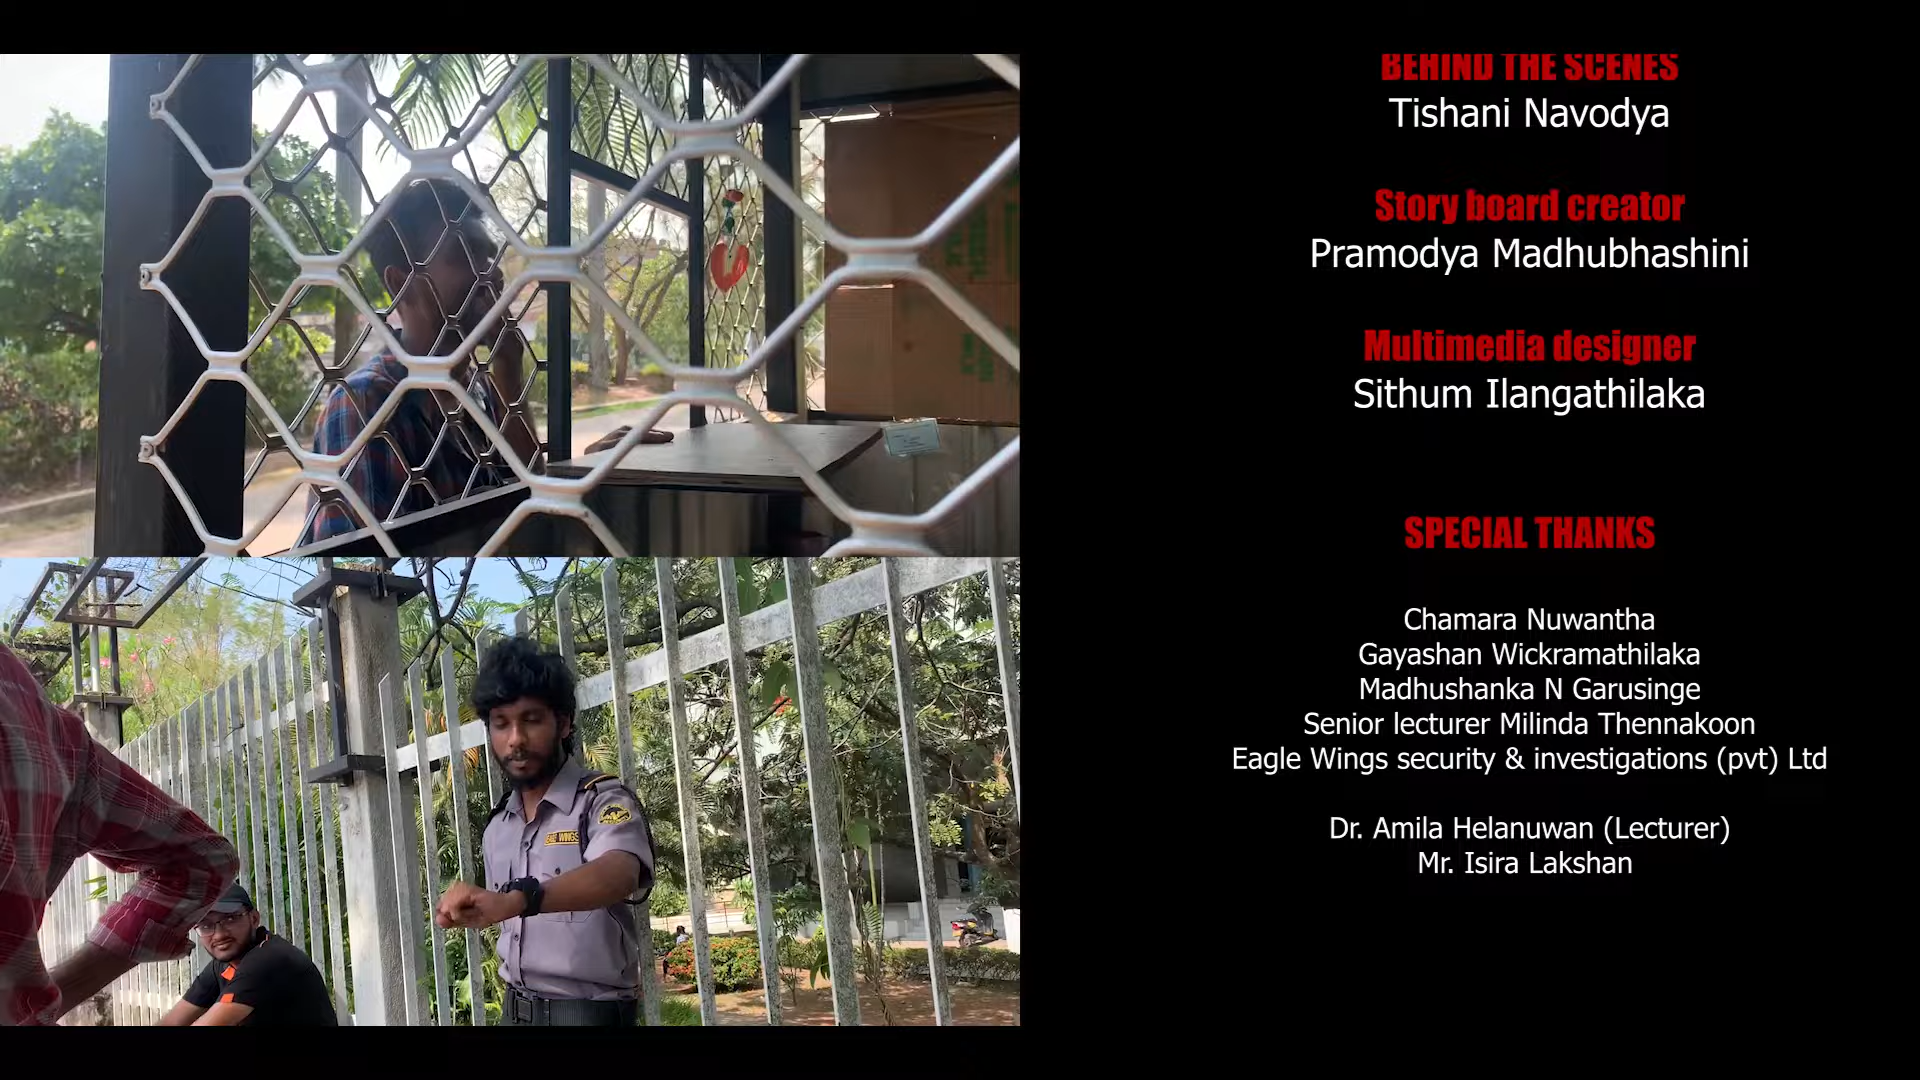 BEHIND THE SCENES
Tishani Navodya
Story board creator
Pramodya Madhubhashini
Multimedia designer
Sithum Ilangathilaka
SPECIAL THANKS
Chamara Nuwantha
Gayashan Wickramathilaka
Madhushanka N Garusinge
Senior lecturer Milinda Thennakoon
Eagle Wings security & investigations (pvt) Ltd
Dr. Amila Helanuwan (Lecturer)
Mr. Isira Lakshan